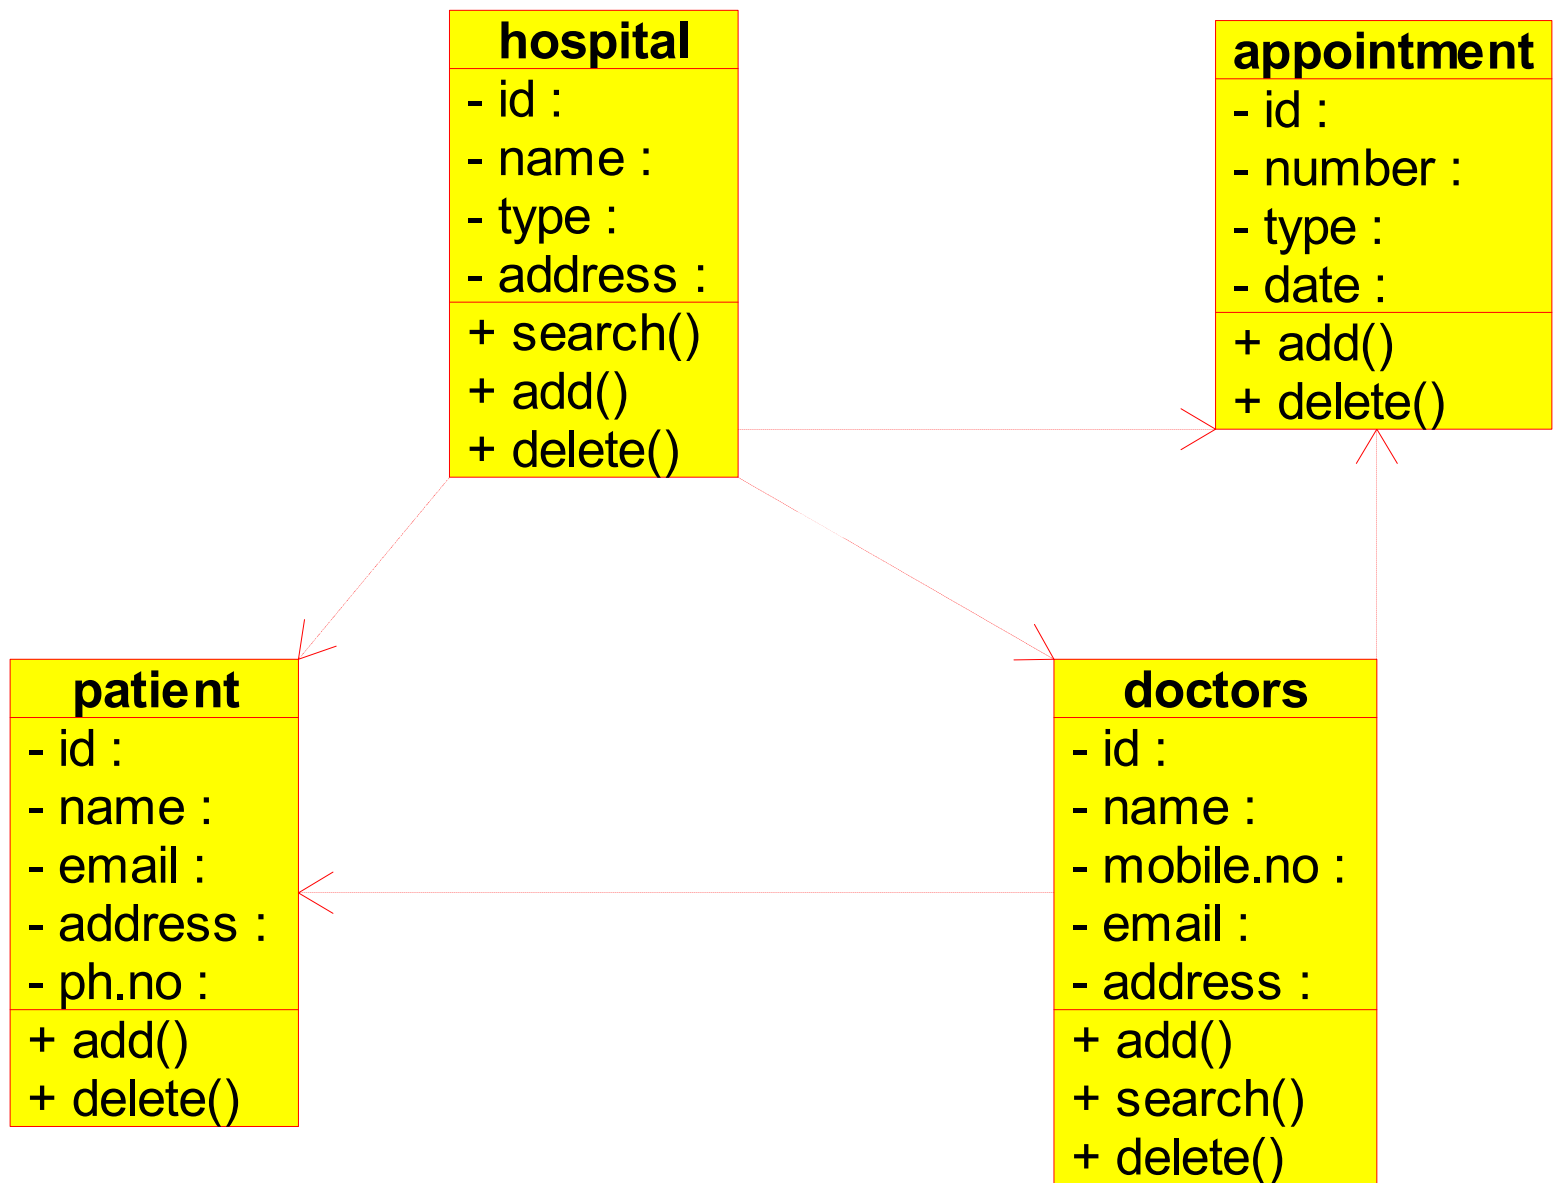 hospital
- id :
- name :
- type :
- address :
+ search()
+ add()
+ delete()
appointment
- id :
- number :
- type :
- date :
+ add()
+ delete()
patient
- id :
- name :
- email :
- address :
- ph.no :
+ add()
+ delete()
doctors
- id :
- name :
- mobile.no :
- email :
- address :
+ add()
+ search()
+ delete()